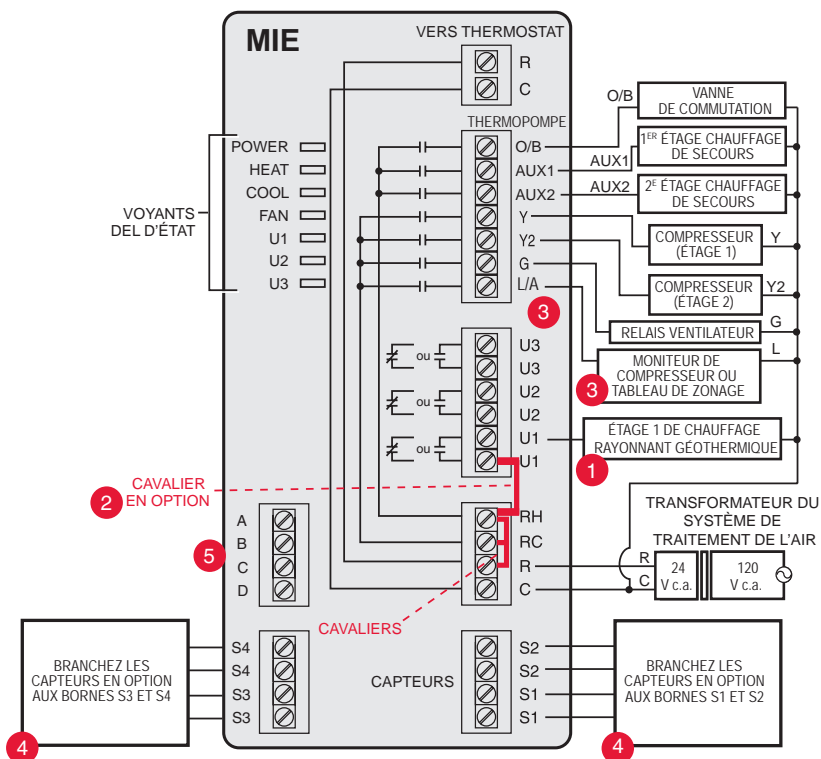 MIE
VERS THERMOSTAT
R
C
THERMOPOMPE
O/B
AUX1
AUX2
Y
Y2
G
L/A
3
POWER
HEAT
COOL
FAN
U1
U2
U3
VOYANTS
DEL D'ÉTAT
O/B
VANNE
DE COMMUTATION
AUX1
1ER ÉTAGE CHAUFFAGE
DE SECOURS
AUX2
2E ÉTAGE CHAUFFAGE
DE SECOURS
COMPRESSEUR
(ÉTAGE 1)
Y
COMPRESSEUR
(ÉTAGE 2)
Y2
RELAIS VENTILATEUR
G
MONITEUR DE
COMPRESSEUR OU
TABLEAU DE ZONAGE
L
3
ou
ou
ou
U3
U3
U2
U2
U1
U1
ÉTAGE 1 DE CHAUFFAGE
RAYONNANT GÉOTHERMIQUE
1
2
CAVALIER
EN OPTION
RH
RC
R
C
CAVALIERS
TRANSFORMATEUR DU
SYSTÈME DE
TRAITEMENT DE L'AIR
R
C
24
V c.a.
120
V c.a.
5
A
B
C
D
S4
S4
S3
S3
BRANCHEZ LES
CAPTEURS EN OPTION
AUX BORNES S3 ET S4
4
CAPTEURS
S2
S2
S1
S1
BRANCHEZ LES
CAPTEURS EN OPTION
AUX BORNES S1 ET S2
4